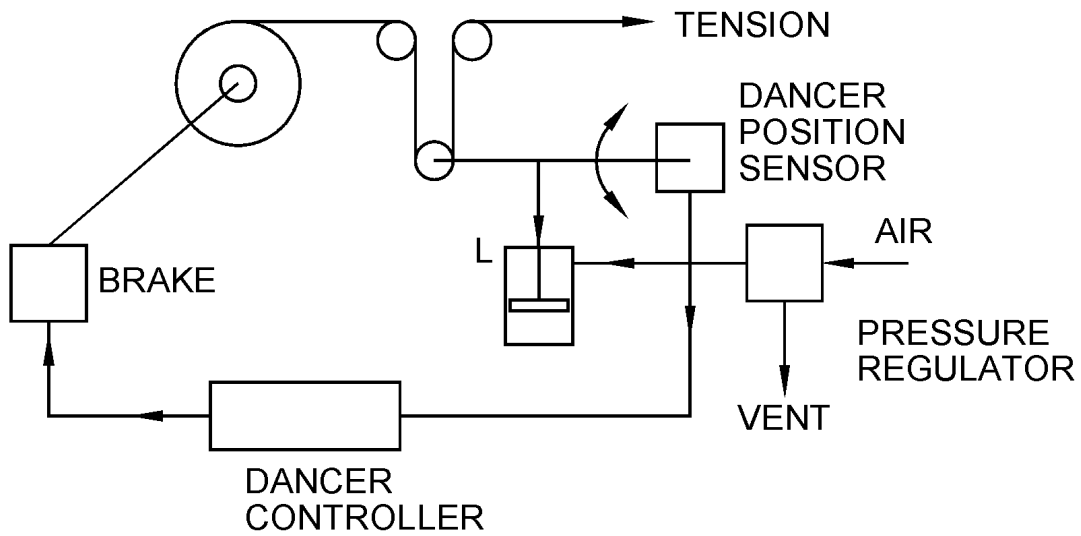 TENSION
DANCER
POSITION
SENSOR
L
AIR
BRAKE
PRESSURE
REGULATOR
VENT
DANCER
CONTROLLER